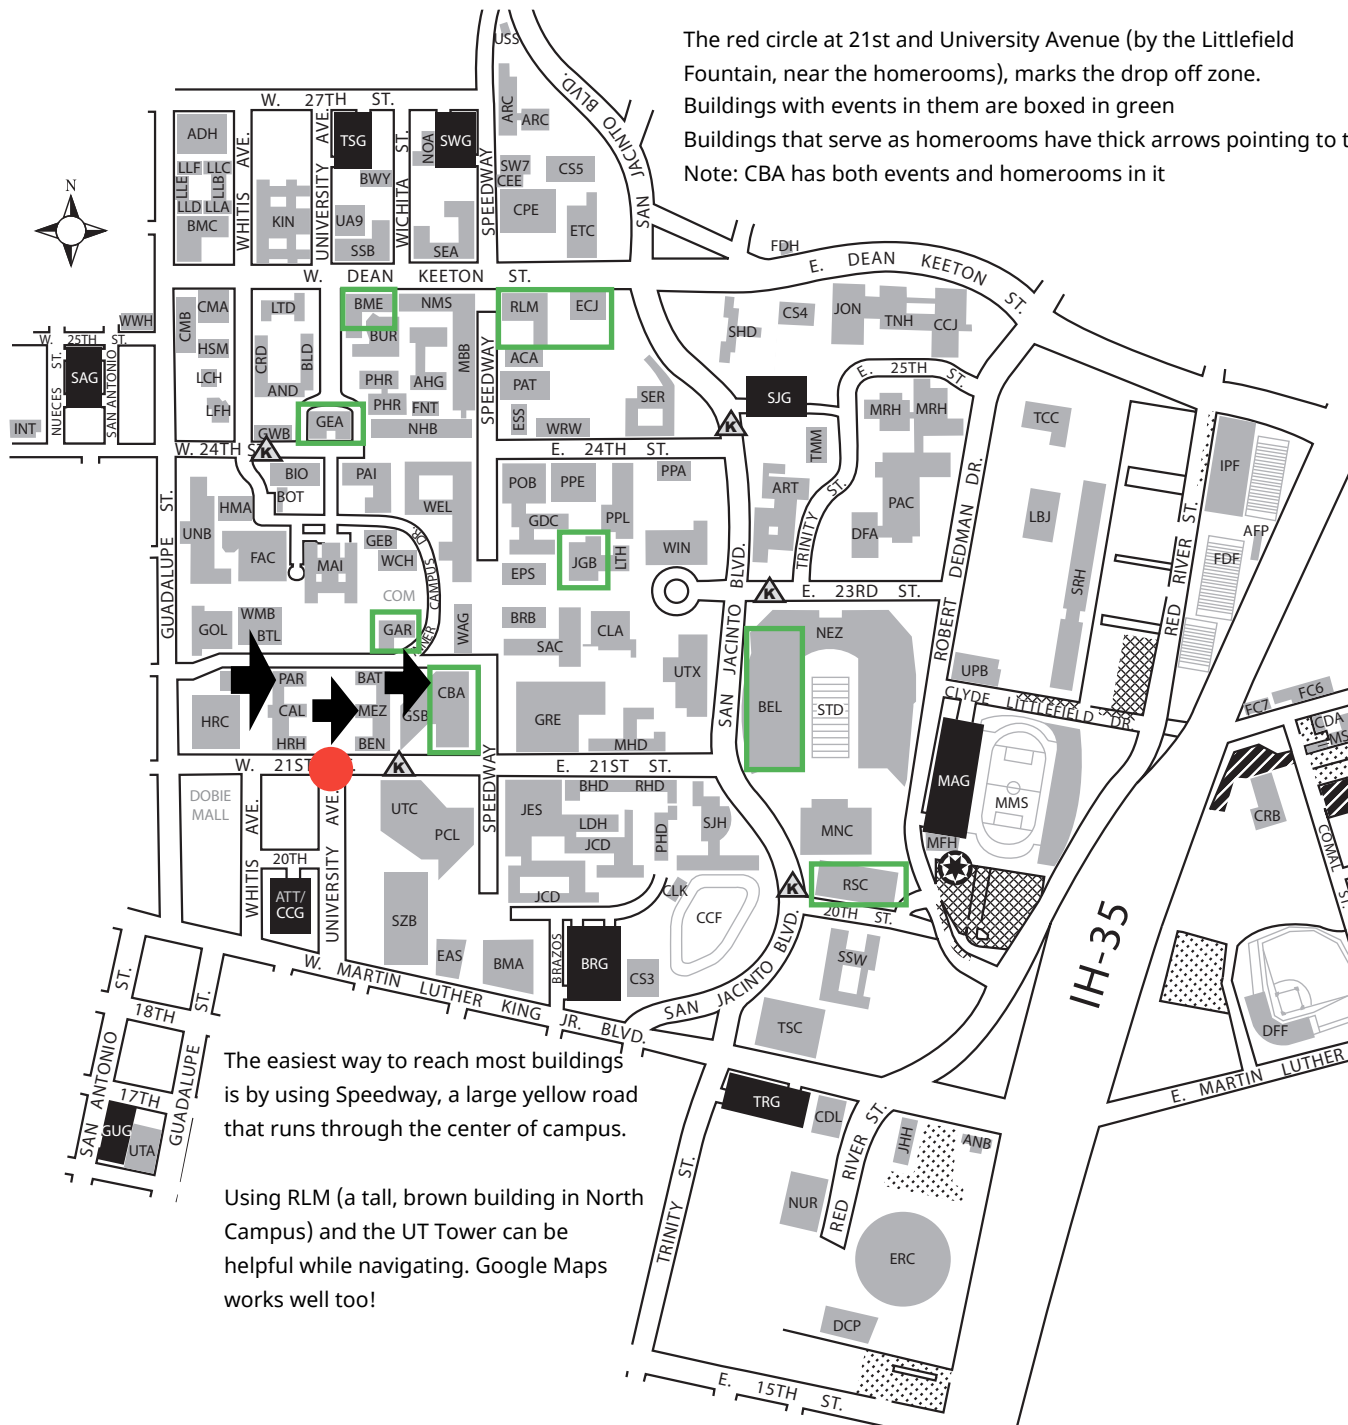 The red circle at 21st and University Avenue (by the Littlefield
Fountain, near the homerooms), marks the drop off zone.
Buildings with events in them are boxed in green
Buildings that serve as homerooms have thick arrows pointing to t
Note: CBA has both events and homerooms in it
USS
W. 27TH ST.
SAN JACINTO BLVD.
ADH
TSG
NOA
SWG
ARC
ARC
LLF LLC
LLE LLB
LLD LLA
BMC
WHITIS AVE.
KIN
UNIVERSITY AVE.
BWY
UA9
SSB
WICHITA ST.
SEA
SPEEDWAY
SW7
CEE
CS5
CPE
ETC
N
FDH
W. DEAN KEETON ST.
E. DEAN KEETON ST.
WWH
CMB
CMA
HSM
LCH
LFH
LTD
CRD
BLD
AND
BME
BUR
NMS
MBB
PHR
AHG
PHR
FNT
NHB
RLM
ECJ
ACA
PAT
ESS
WRW
SER
SPEEDWAY
SHD
CS4
JON
TNH
CCJ
W. 25TH ST.
E. 25TH ST.
NUECES ST.
SAG
SAN ANTONIO
INT
GEA
GWB
SJG
MRH
MRH
TMM
TCC
IPF
K
K
W. 24TH ST.
E. 24TH ST.
BIO
BOT
PAI
WEL
HMA
UNB
FAC
MAI
GEB
WCH
COM
INNER CAMPUS DR.
POB
PPE
PPA
GDC
PPL
EPS
JGB
LTH
WIN
ART
TRINITY ST.
PAC
DFA
LBJ
SRH
AFP
FDF
ROBERT DEDMAN DR.
RED RIVER ST.
GUADALUPE ST.
K
E. 23RD ST.
GOL
WMB
BTL
GAR
WAG
BRB
SAC
CLA
UTX
SAN JACINTO BLVD.
NEZ
BEL
STD
UPB
CLYDE LITTLEFIELD DR.
HRC
PAR
CAL
HRH
BAT
MEZ
BEN
GSB
CBA
GRE
MHD
FC7
FC6
CDA
MAG
MMS
MFH
W. 21ST
K
E. 21ST ST.
DOBIE
MALL
UTC
PCL
SPEEDWAY
JES
BHD
RHD
LDH
JCD
PHD
SJH
JCD
CLK
CCF
MNC
RSC
K
20TH ST.
CRB
COMAL ST.
WHITIS AVE.
20TH
ATT/
CCG
UNIVERSITY AVE.
SZB
EAS
BMA
BRAZOS
BRG
CS3
SSW
TSC
IH-35
DFF
W. MARTIN LUTHER KING JR. BLVD.
SAN JACINTO BLVD.
E. MARTIN LUTHER
ST.
18TH
ST.
17TH
SAN ANTONIO
GUADALUPE
GUG
UTA
The easiest way to reach most buildings
is by using Speedway, a large yellow road
that runs through the center of campus.
Using RLM (a tall, brown building in North
Campus) and the UT Tower can be
helpful while navigating. Google Maps
works well too!
TRG
CDL
JHH
ANB
NUR
RED RIVER ST.
TRINITY ST.
ERC
DCP
E. 15TH ST.